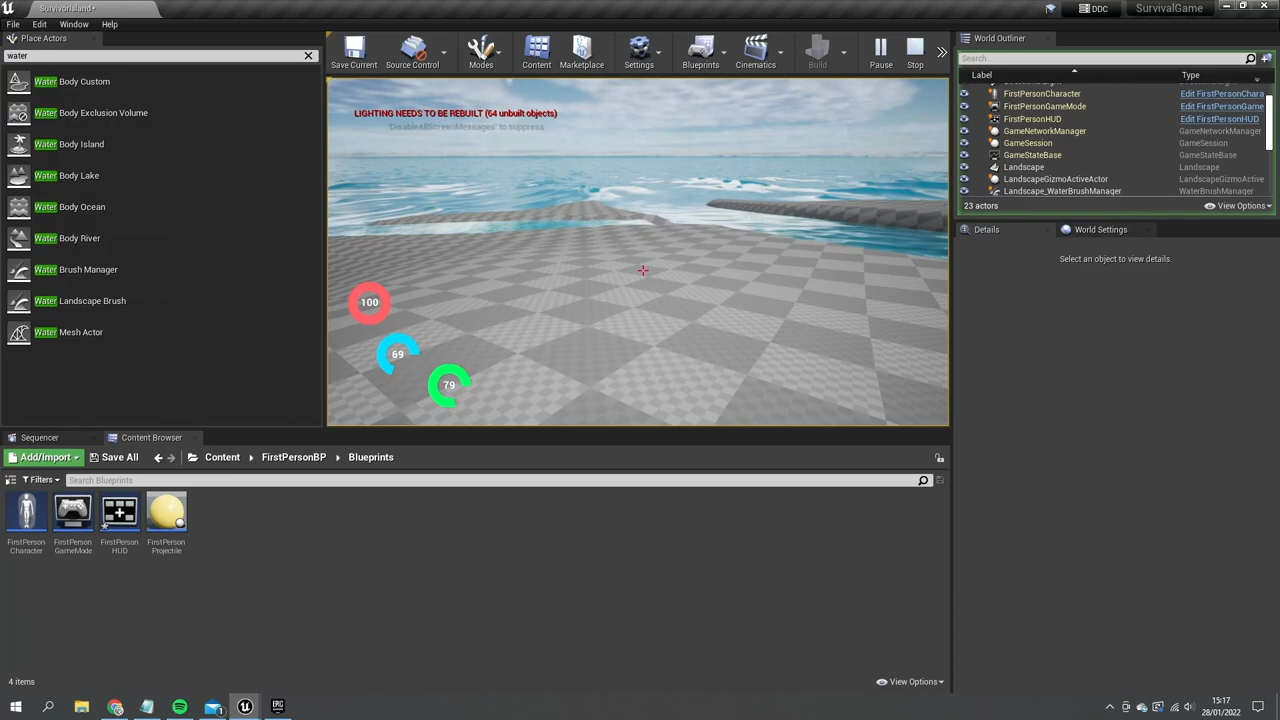 SurvivorIsland*
DDC
SurvivalGame
File
Edit
Window
Help
Place Actors
water
Water Body Custom
Water Body Exclusion Volume
Water Body Island
Water Body Lake
Water Body Ocean
Water Body River
Water Brush Manager
Water Landscape Brush
Water Mesh Actor
Save Current
Source Control
Modes
Content
Marketplace
Settings
Blueprints
Cinematics
Build
Pause
Stop
LIGHTING NEEDS TO BE REBUILT (64 unbuilt objects)
'DisableAllScreenMessages' to suppress
100
69
79
World Outliner
Search...
Label
Type
FirstPersonCharacter
Edit FirstPersonChara
FirstPersonGameMode
Edit FirstPersonGame
FirstPersonHUD
Edit FirstPersonHUD
GameNetworkManager
GameNetworkManager
GameSession
GameSession
GameStateBase
GameStateBase
Landscape
Landscape
LandscapeGizmoActiveActor
LandscapeGizmoActive
Landscape_WaterBrushManager
WaterBrushManager
23 actors
View Options
Details
World Settings
Select an object to view details.
Sequencer
Content Browser
Add/Import
Save All
Content
FirstPersonBP
Blueprints
Filters
Search Blueprints
FirstPerson
Character
FirstPerson
GameMode
FirstPerson
HUD
FirstPerson
Projectile
4 items
View Options
EPIC
15:17
28/01/2022